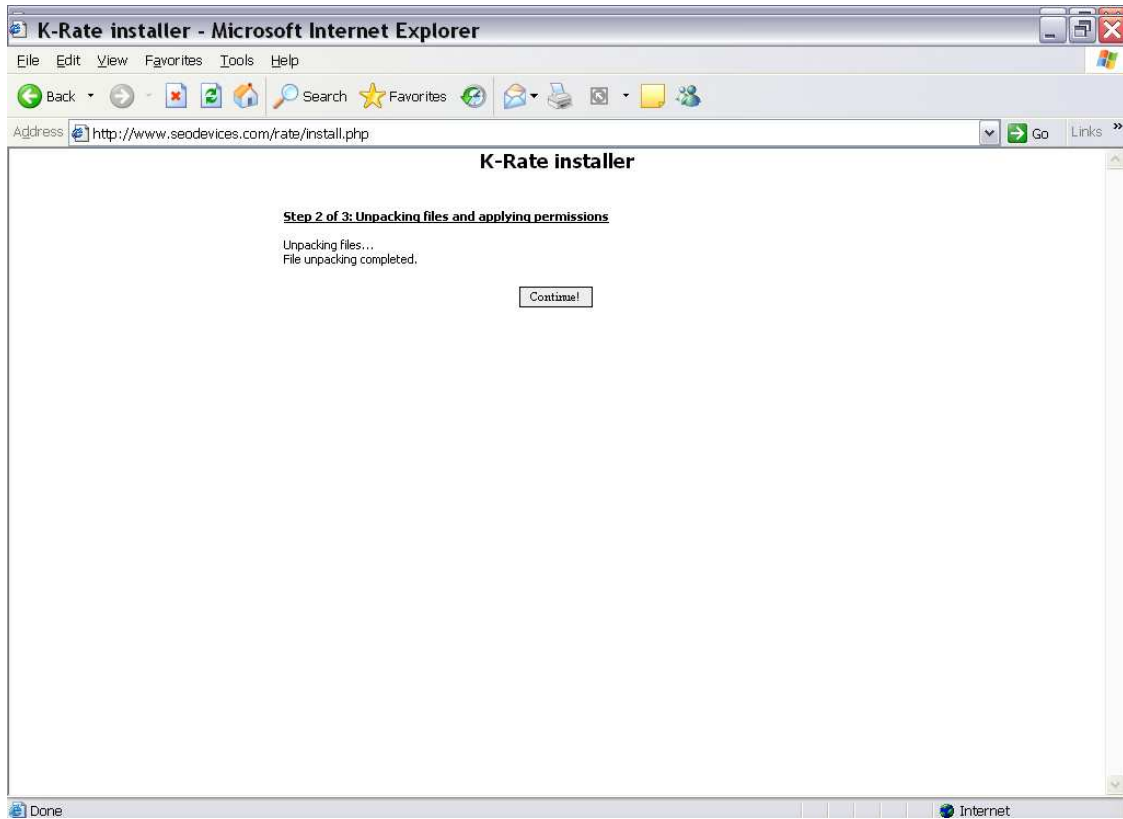 K-Rate installer - Microsoft Internet Explorer
File Edit View Favorites Tools Help
Back Search Favorites
Address http://www.seodevices.com/rate/install.php Go Links »
K-Rate installer
Step 2 of 3: Unpacking files and applying permissions
Unpacking files...
File unpacking completed.
Continue!
Done Internet